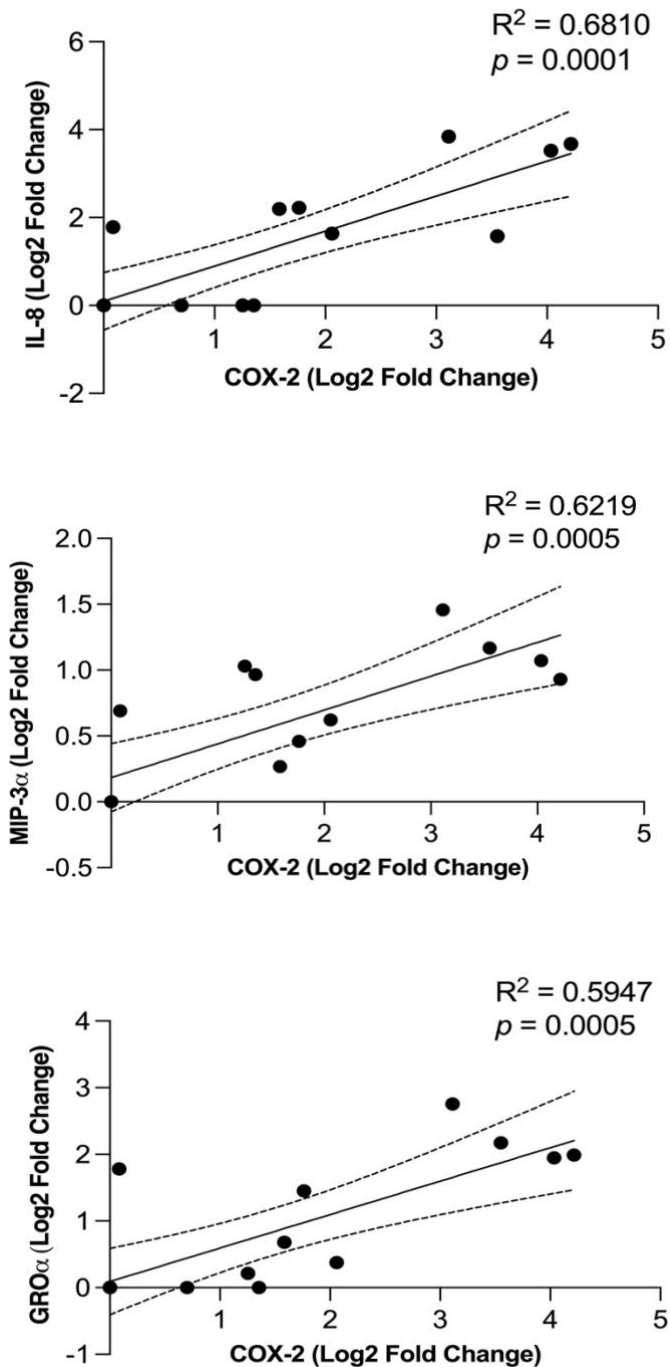 R² = 0.6810
p = 0.0001
6
4
2
0
-2
IL-8 (Log2 Fold Change)
1 2 3 4 5
COX-2 (Log2 Fold Change)
R² = 0.6219
p = 0.0005
2.0
1.5
1.0
0.5
0.0
-0.5
MIP-3α (Log2 Fold Change)
1 2 3 4 5
COX-2 (Log2 Fold Change)
R² = 0.5947
p = 0.0005
4
3
2
1
0
-1
GROα (Log2 Fold Change)
1 2 3 4 5
COX-2 (Log2 Fold Change)